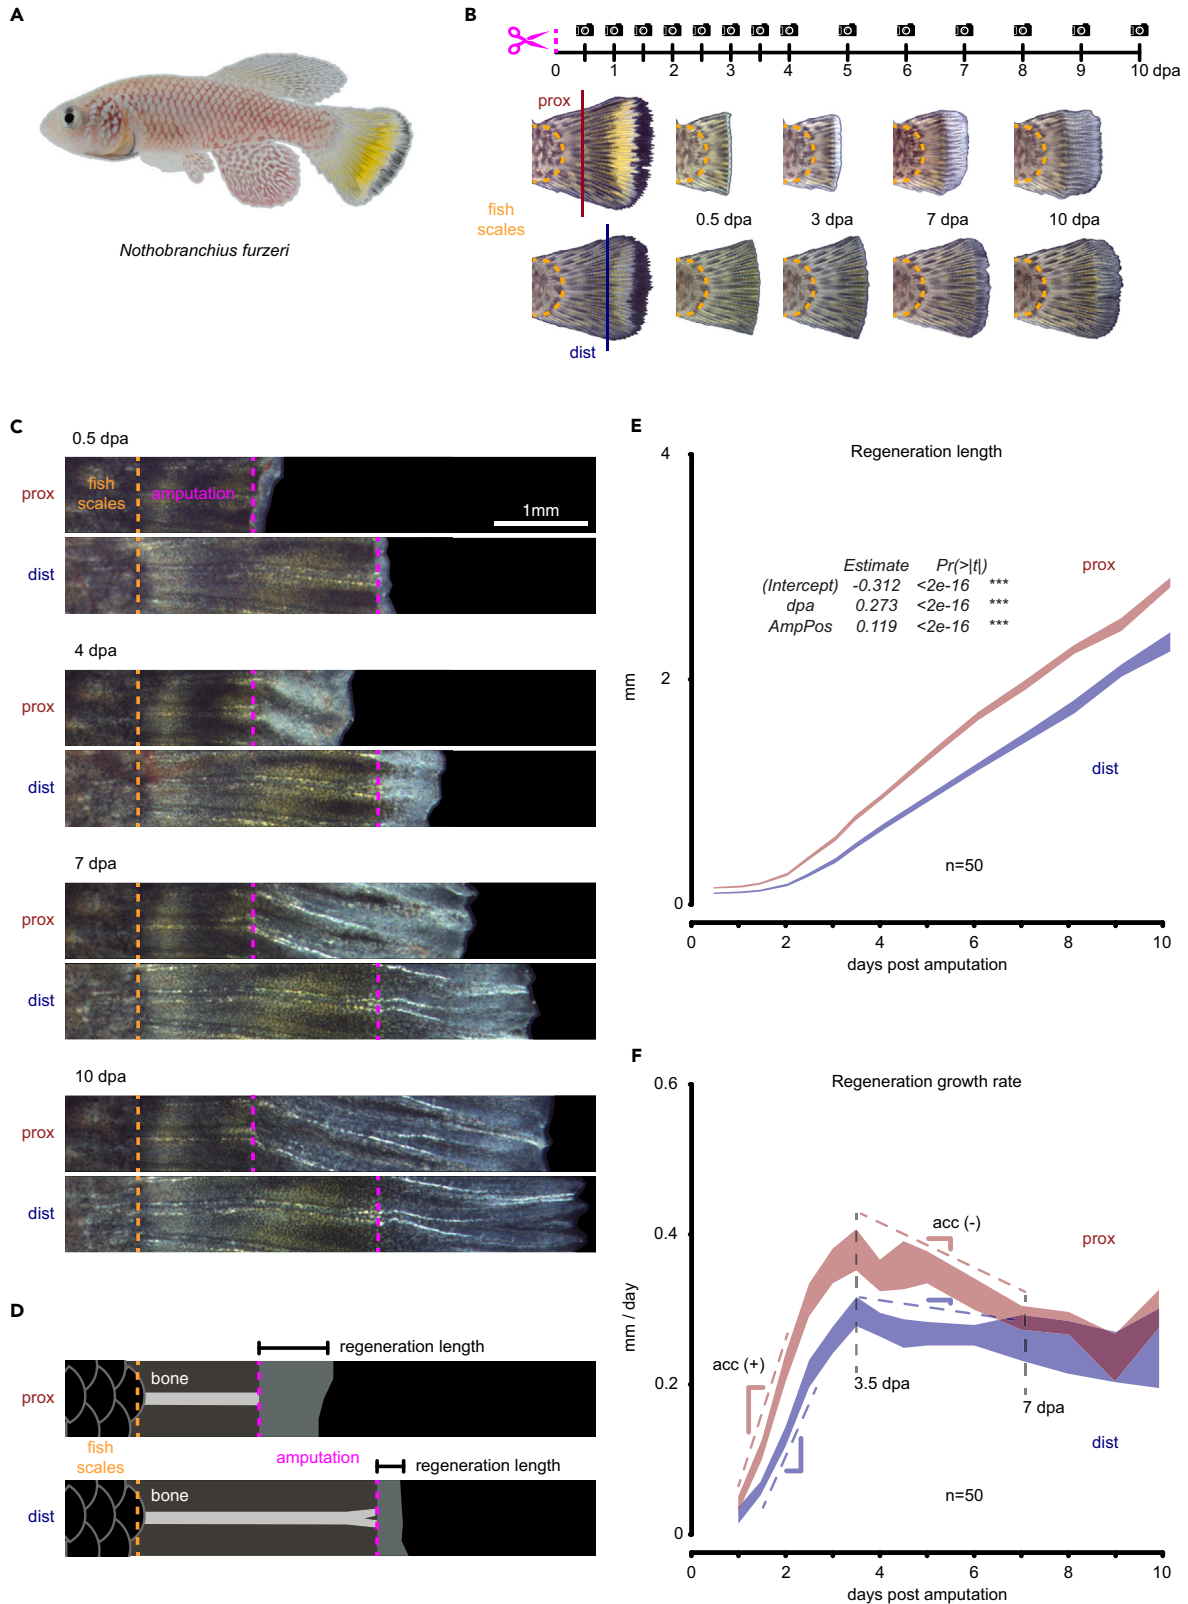 A
Nothobranchius furzeri
B
0 1 2 3 4 5 6 7 8 9 10 dpa
prox
fish
scales
0.5 dpa 3 dpa 7 dpa 10 dpa
dist
C
0.5 dpa
prox
fish
scales
amputation
1mm
dist
4 dpa
prox
dist
7 dpa
prox
dist
10 dpa
prox
dist
D
regeneration length
bone
prox
fish
scales
amputation
regeneration length
bone
dist
E
Regeneration length
4
2
0
mm
Estimate Pr(>|t|)
(Intercept) -0.312 <2e-16 ***
dpa 0.273 <2e-16 ***
AmpPos 0.119 <2e-16 ***
prox
dist
n=50
0 2 4 6 8 10
days post amputation
F
Regeneration growth rate
0.6
0.4
0.2
0
mm / day
acc (-)
prox
acc (+)
3.5 dpa
7 dpa
dist
n=50
0 2 4 6 8 10
days post amputation